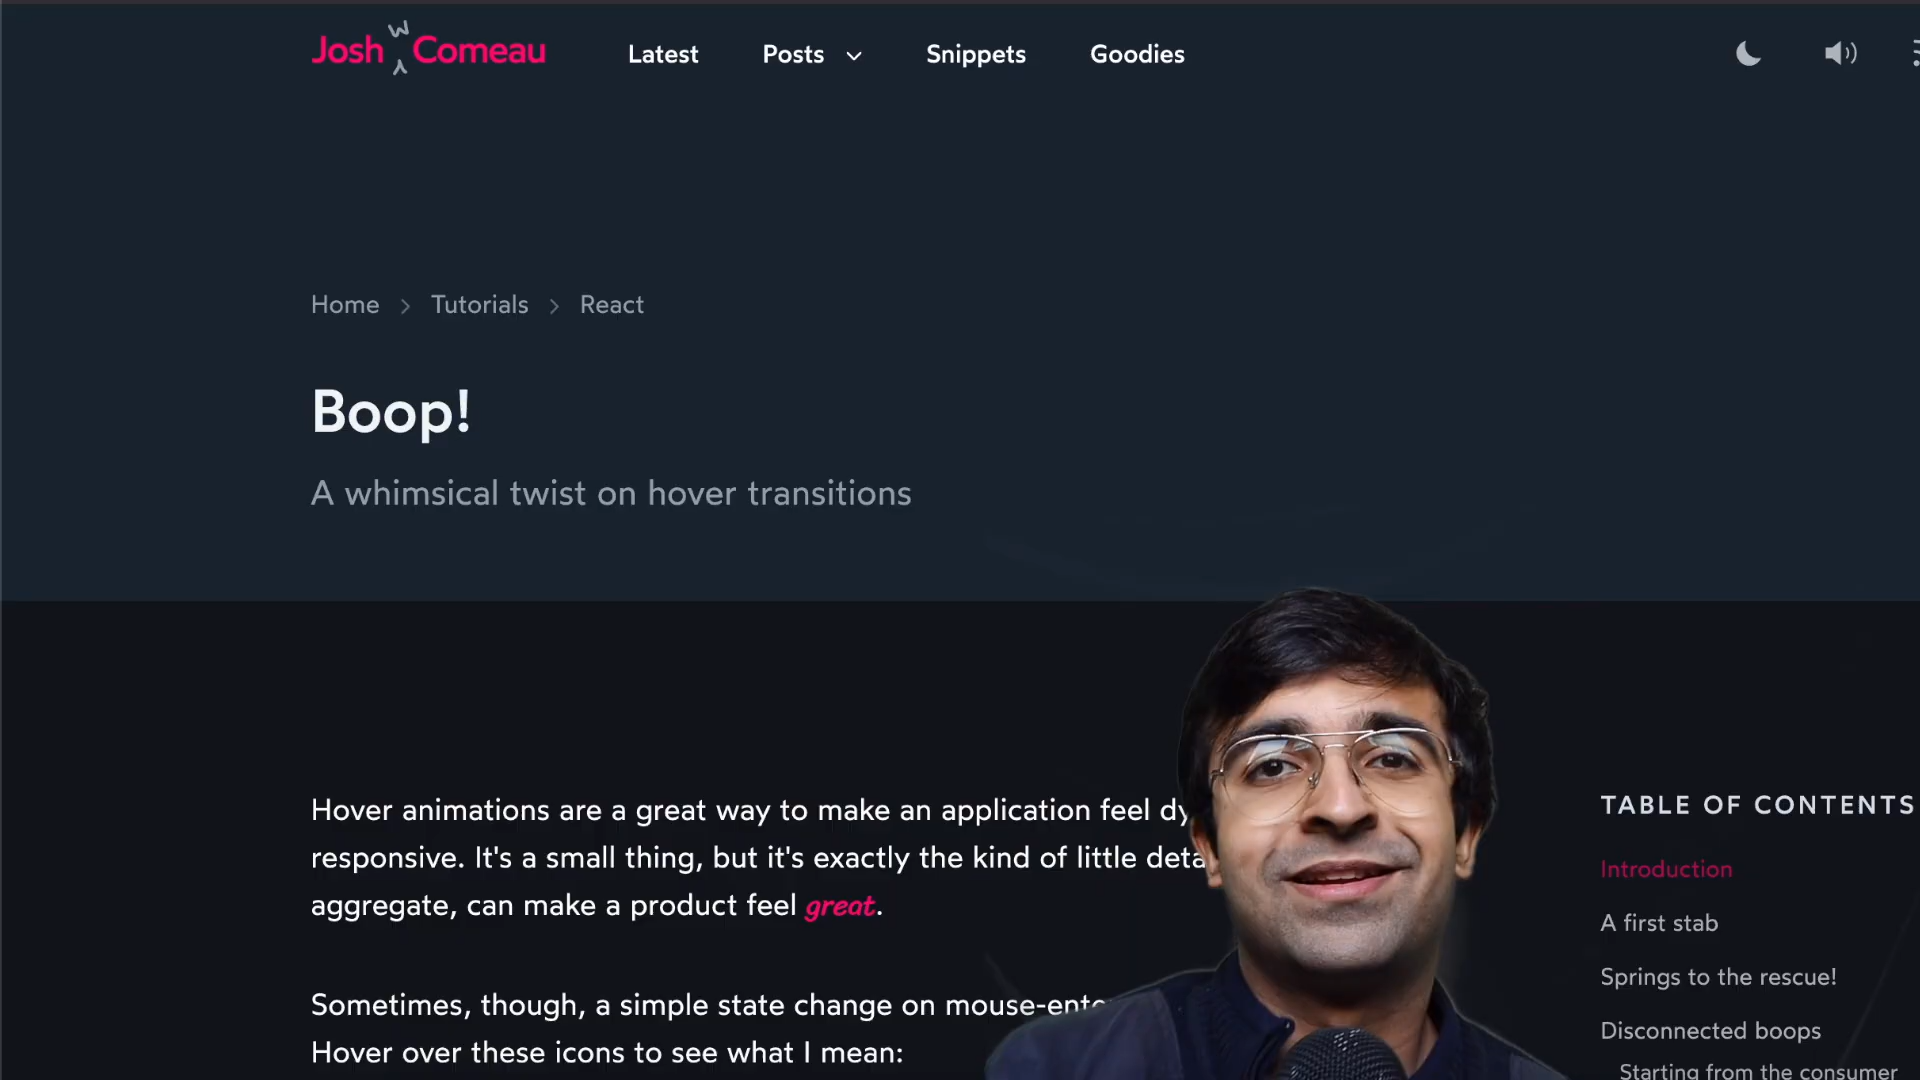 Josh W Comeau
Latest
Posts
Snippets
Goodies
Home > Tutorials > React
Boop!
A whimsical twist on hover transitions
Hover animations are a great way to make an application feel dy
responsive. It's a small thing, but it's exactly the kind of little deta
aggregate, can make a product feel great.
Sometimes, though, a simple state change on mouse-ente
Hover over these icons to see what I mean:
TABLE OF CONTENTS
Introduction
A first stab
Springs to the rescue!
Disconnected boops
Starting from the consumer